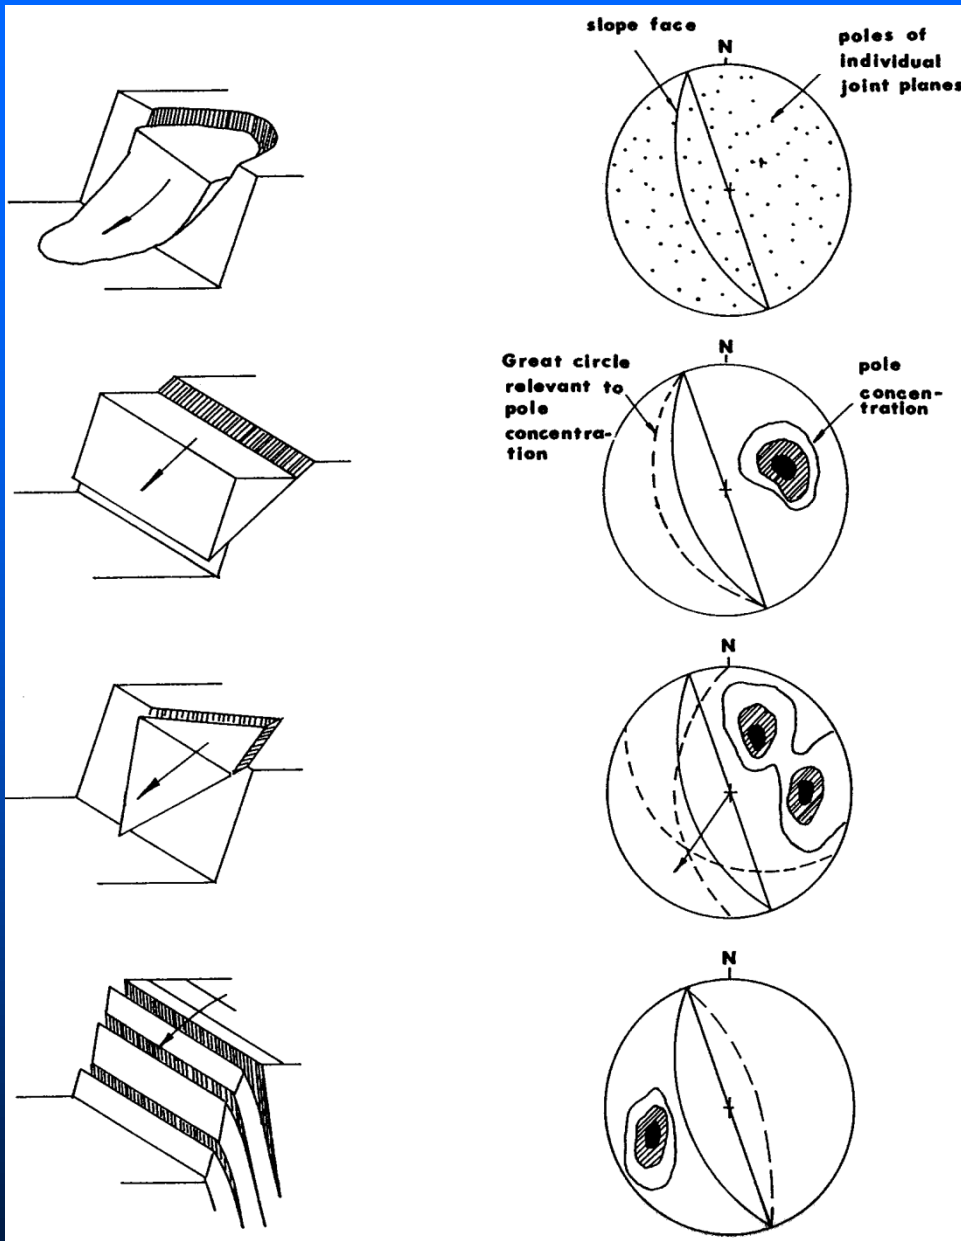 slope face
N
poles of
individual
joint planes
N
Great circle
relevant to
pole
concentra-
tion
pole
concen-
tration
N
N